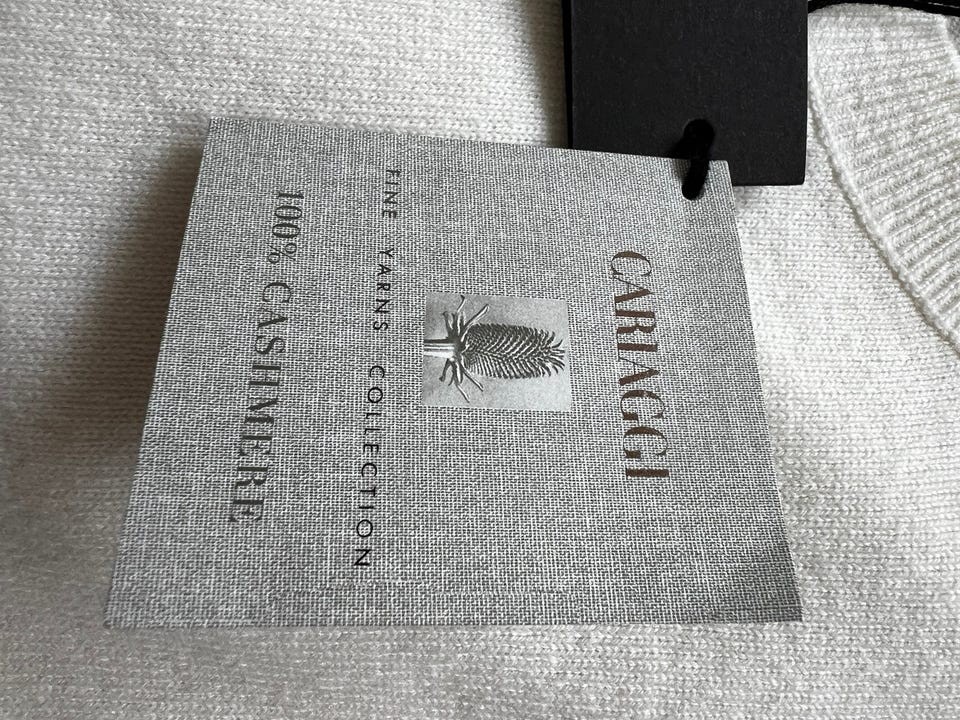 CARIAGGI
FINE YARNS COLLECTION
100% CASHMERE